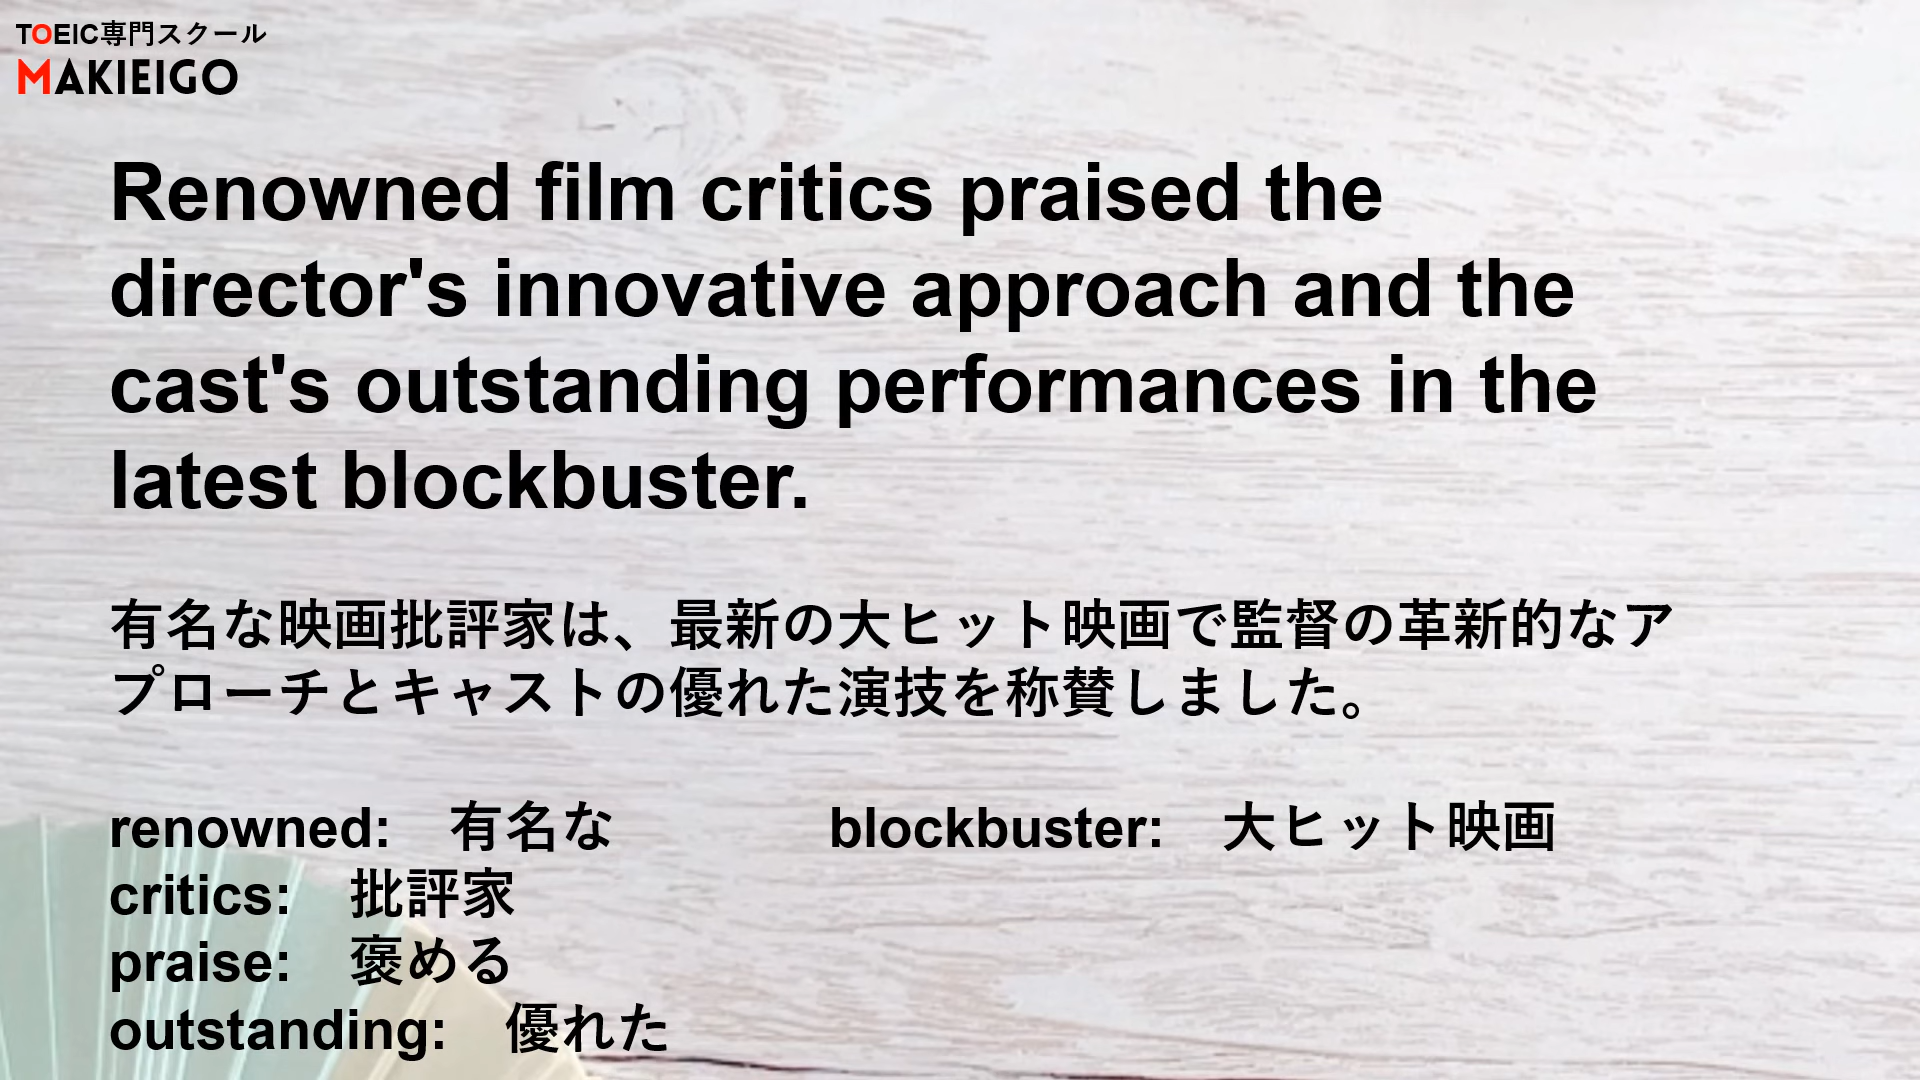 TOEIC専門スクール
MAKIEIGO
Renowned film critics praised the
director's innovative approach and the
cast's outstanding performances in the
latest blockbuster.
有名な映画批評家は、最新の大ヒット映画で監督の革新的なア
プローチとキャストの優れた演技を称賛しました。
renowned:　有名な
critics:　批評家
praise:　褒める
outstanding:　優れた
blockbuster:　大ヒット映画